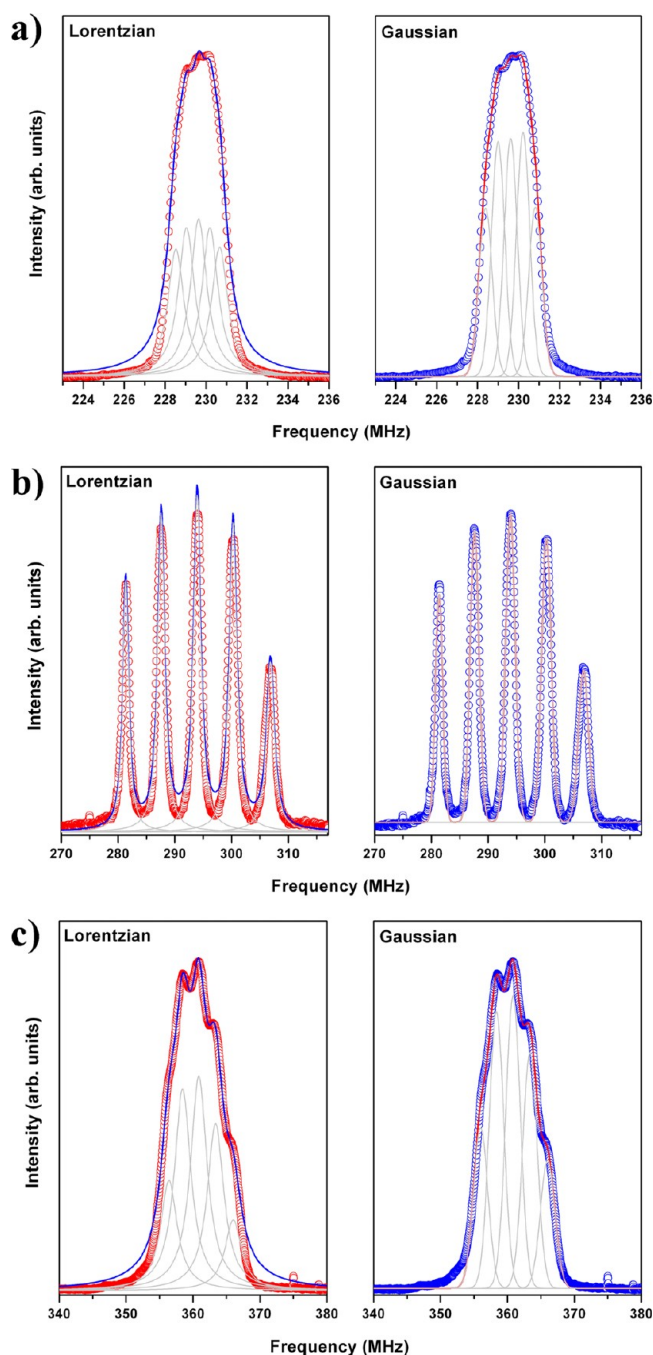 a)
Lorentzian
Gaussian
Intensity (arb. units)
224 226 228 230 232 234 236
224 226 228 230 232 234 236
Frequency (MHz)
b)
Lorentzian
Gaussian
Intensity (arb. units)
270 280 290 300 310
270 280 290 300 310
Frequency (MHz)
Frequency (MHz)
c)
Lorentzian
Gaussian
Intensity (arb. units)
340 350 360 370 380
340 350 360 370 380
Frequency (MHz)
Frequency (MHz)